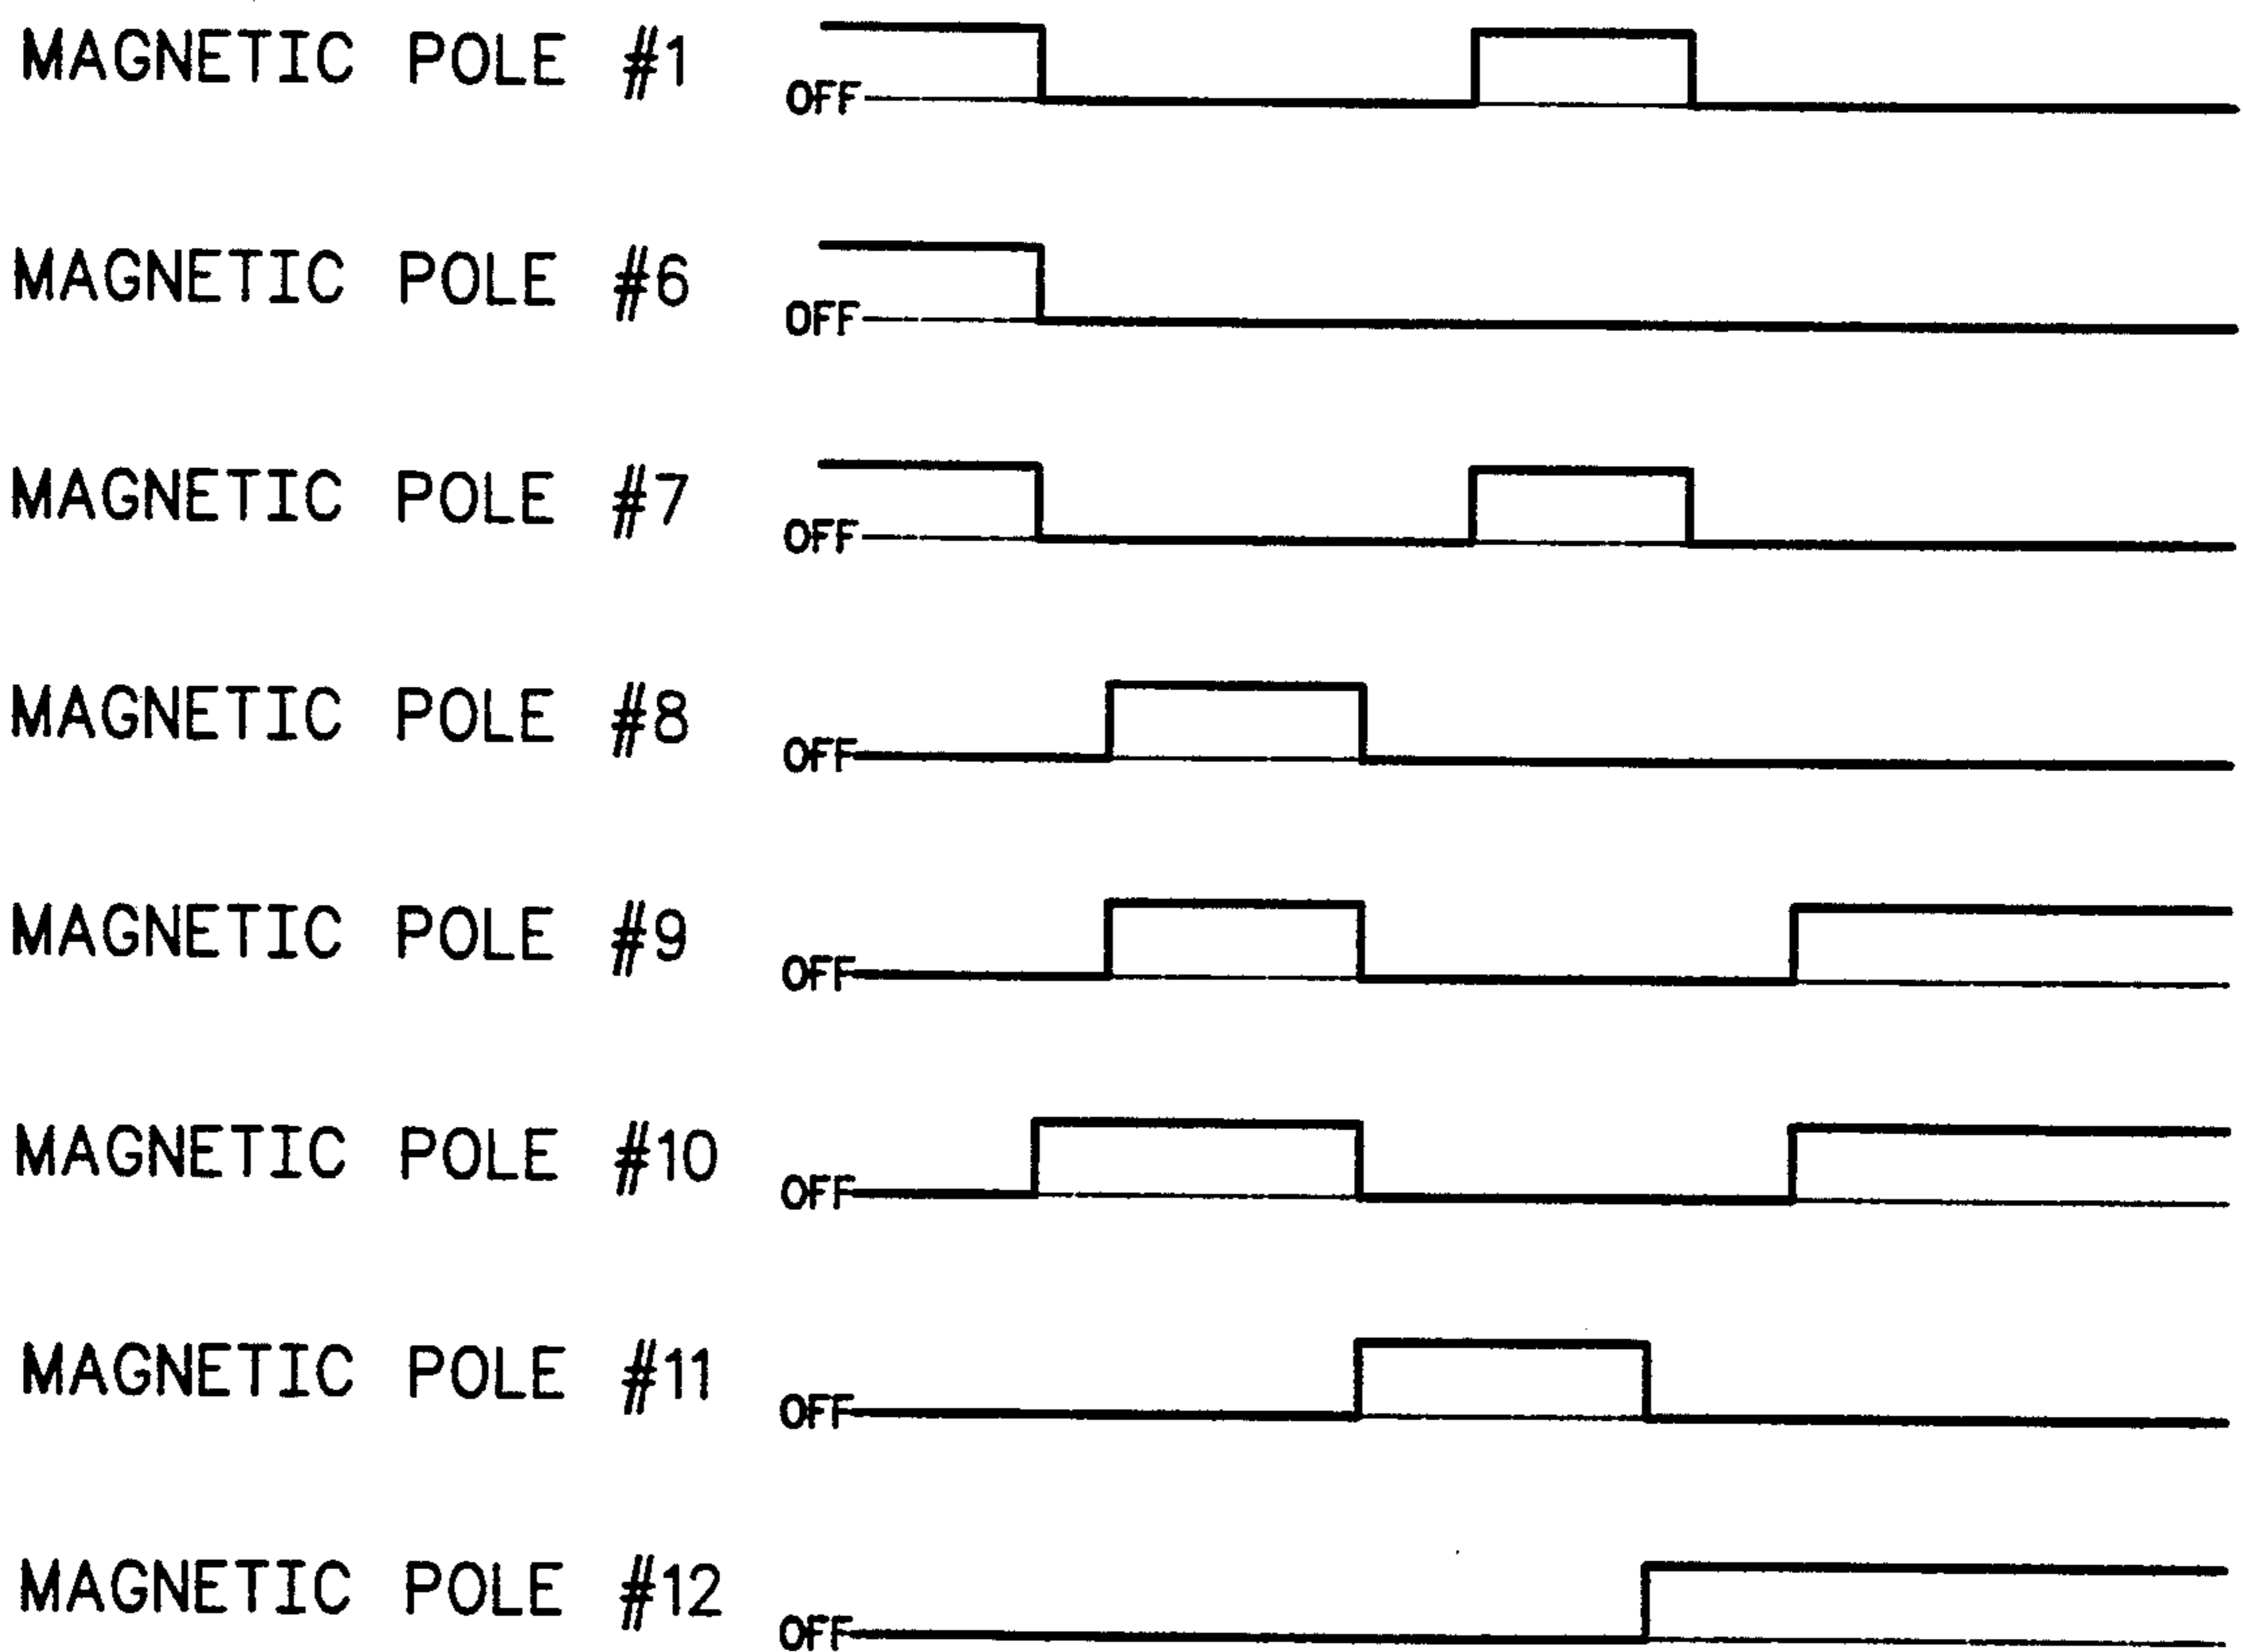 MAGNETIC POLE #1
OFF
MAGNETIC POLE #6
OFF
MAGNETIC POLE #7
OFF
MAGNETIC POLE #8
OFF
MAGNETIC POLE #9
OFF
MAGNETIC POLE #10
OFF
MAGNETIC POLE #11
OFF
MAGNETIC POLE #12
OFF